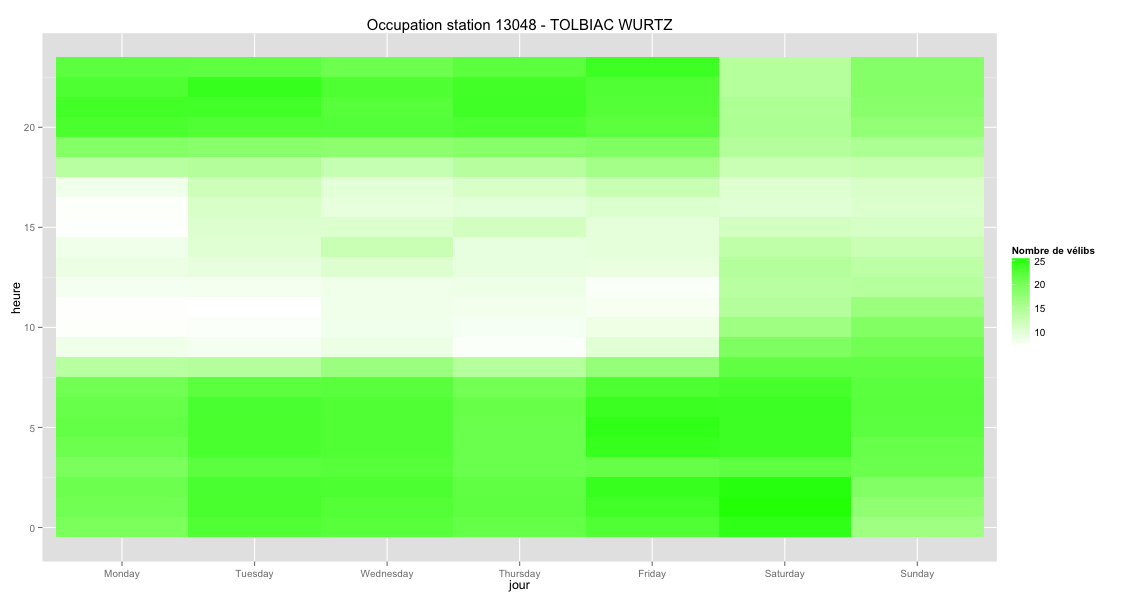 Occupation station 13048 - TOLBIAC WURTZ
heure
20
15
10
5
0
Monday Tuesday Wednesday Thursday Friday Saturday Sunday
jour
Nombre de vélibs
25
20
15
10